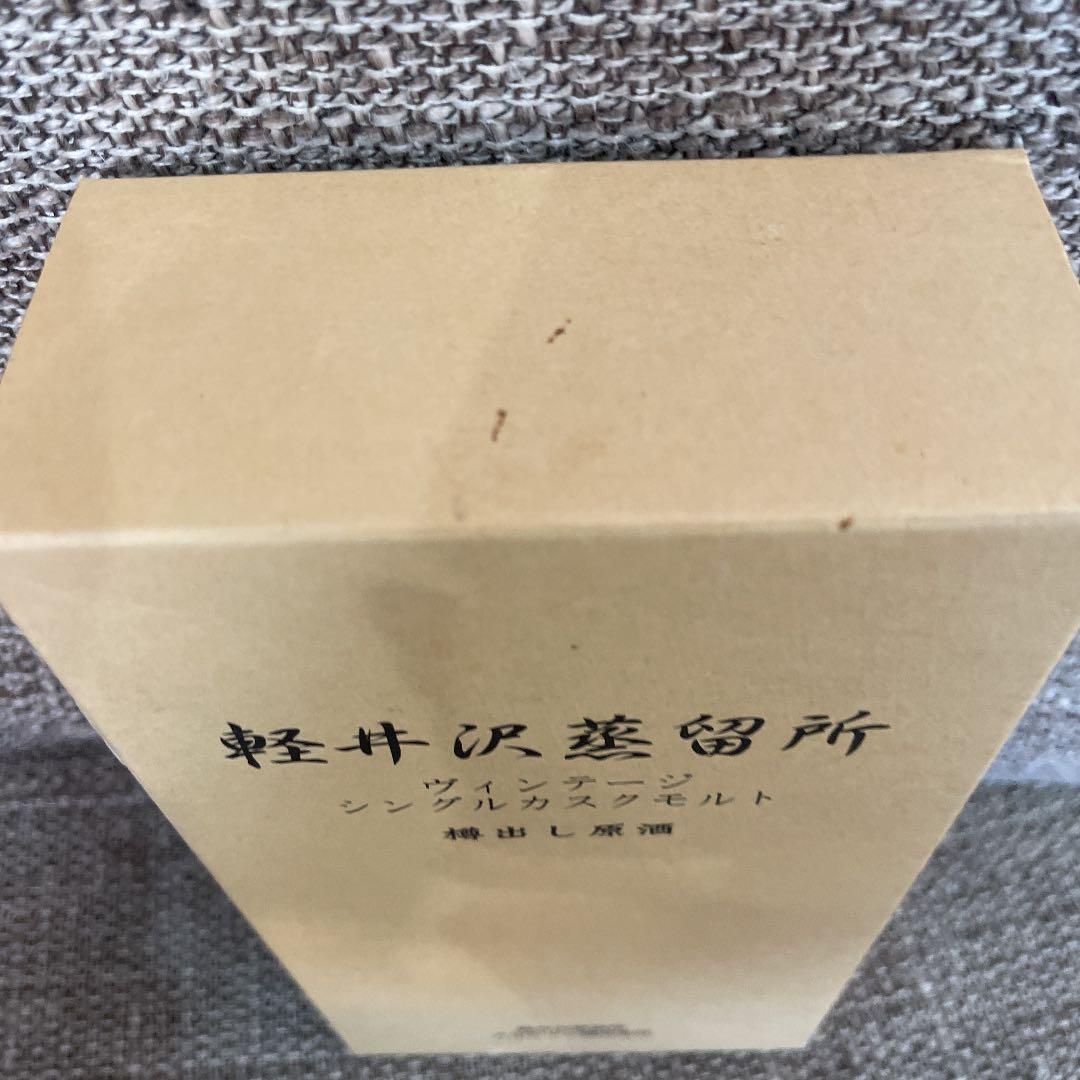 軽井沢蒸留所
ヴィンテージ
シングルカスクモルト
樽出し原酒